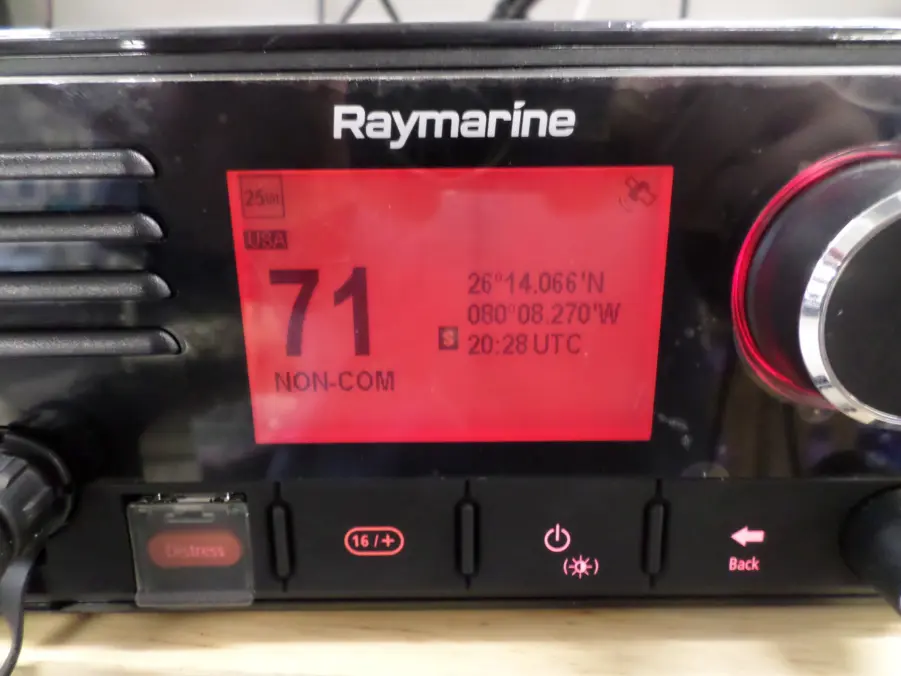 Raymarine
25W
USA
71
NON-COM
26°14.066'N
080°08.270'W
S
20:28 UTC
Distress
16/+
Back